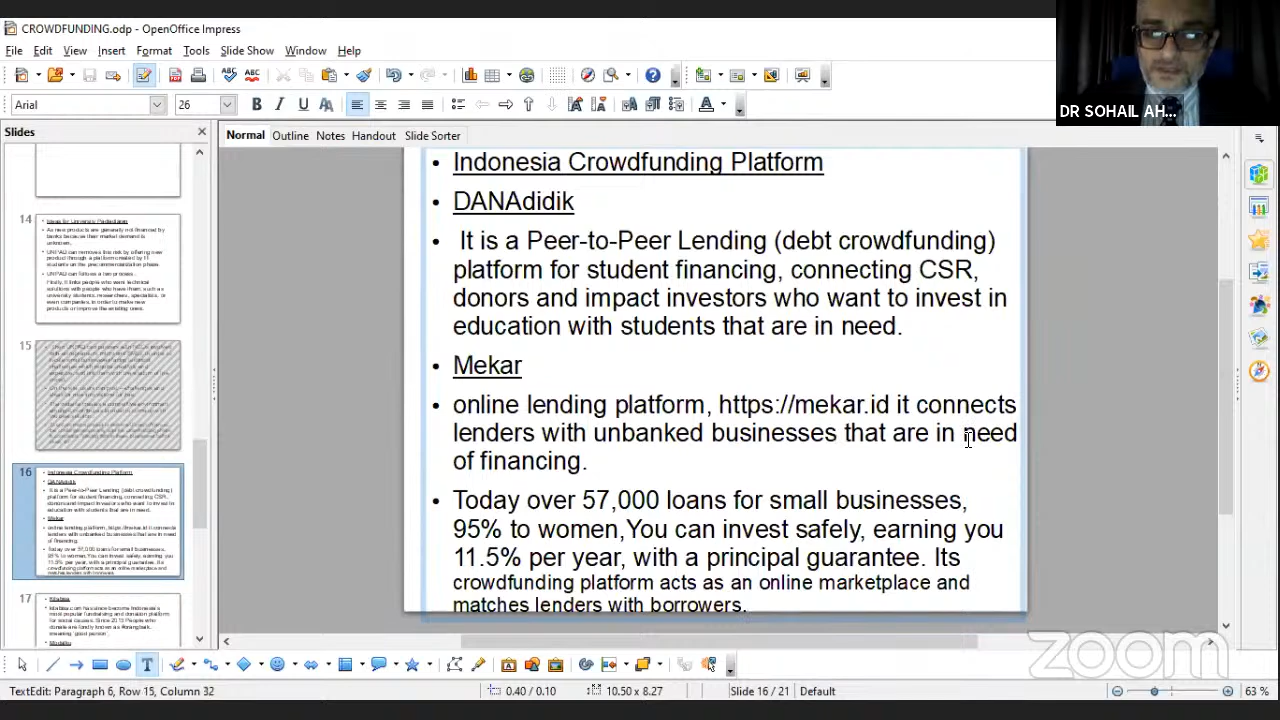 CROWDFUNDING.odp - OpenOffice Impress
File Edit View Insert Format Tools Slide Show Window Help
Arial 26
DR SOHAIL AH...
Slides
Normal Outline Notes Handout Slide Sorter
14
15
16
17
Indonesia Crowdfunding Platform
DANAdidik
It is a Peer-to-Peer Lending (debt crowdfunding)
platform for student financing, connecting CSR,
donors and impact investors who want to invest in
education with students that are in need.
Mekar
online lending platform, https://mekar.id it connects
lenders with unbanked businesses that are in need
of financing.
Today over 57,000 loans for small businesses,
95% to women,You can invest safely, earning you
11.5% per year, with a principal guarantee. Its
crowdfunding platform acts as an online marketplace and
matches lenders with borrowers.
zoom
TextEdit: Paragraph 6, Row 15, Column 32 0.40 / 0.10 10.50 x 8.27 Slide 16 / 21 Default 63 %